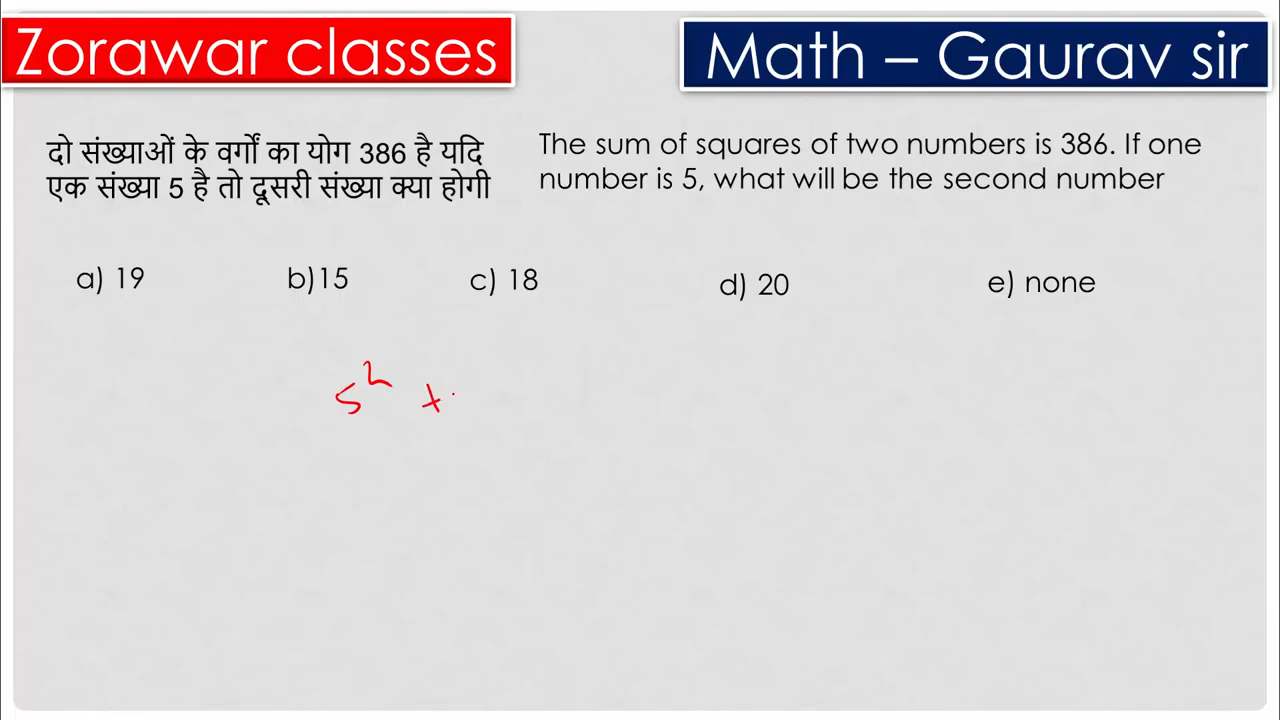 Zorawar classes
Math – Gaurav sir
दो संख्याओं के वर्गों का योग 386 है यदि
एक संख्या 5 है तो दूसरी संख्या क्या होगी
The sum of squares of two numbers is 386. If one
number is 5, what will be the second number
a) 19 b)15 c) 18 d) 20 e) none
5² +